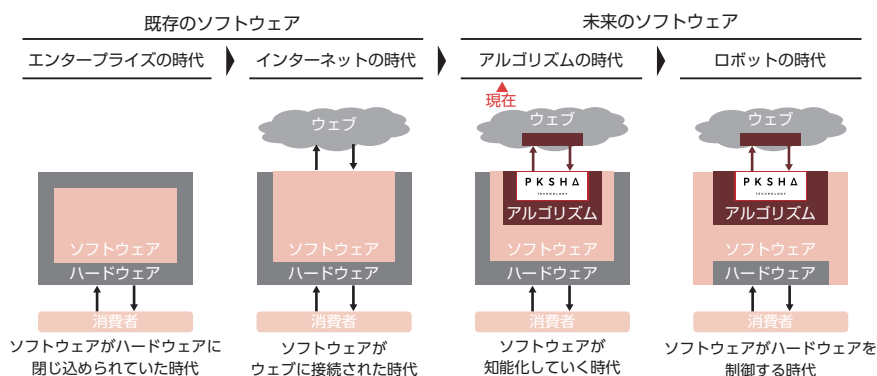 既存のソフトウェア
未来のソフトウェア
エンタープライズの時代
インターネットの時代
アルゴリズムの時代
ロボットの時代
現在
ウェブ
ウェブ
ウェブ
PKSHA
TECHNOLOGY
PKSHA
TECHNOLOGY
アルゴリズム
アルゴリズム
ソフトウェア
ソフトウェア
ソフトウェア
ソフトウェア
ハードウェア
ハードウェア
ハードウェア
ハードウェア
消費者
消費者
消費者
消費者
ソフトウェアがハードウェアに
閉じ込められていた時代
ソフトウェアが
ウェブに接続された時代
ソフトウェアが
知能化していく時代
ソフトウェアがハードウェアを
制御する時代